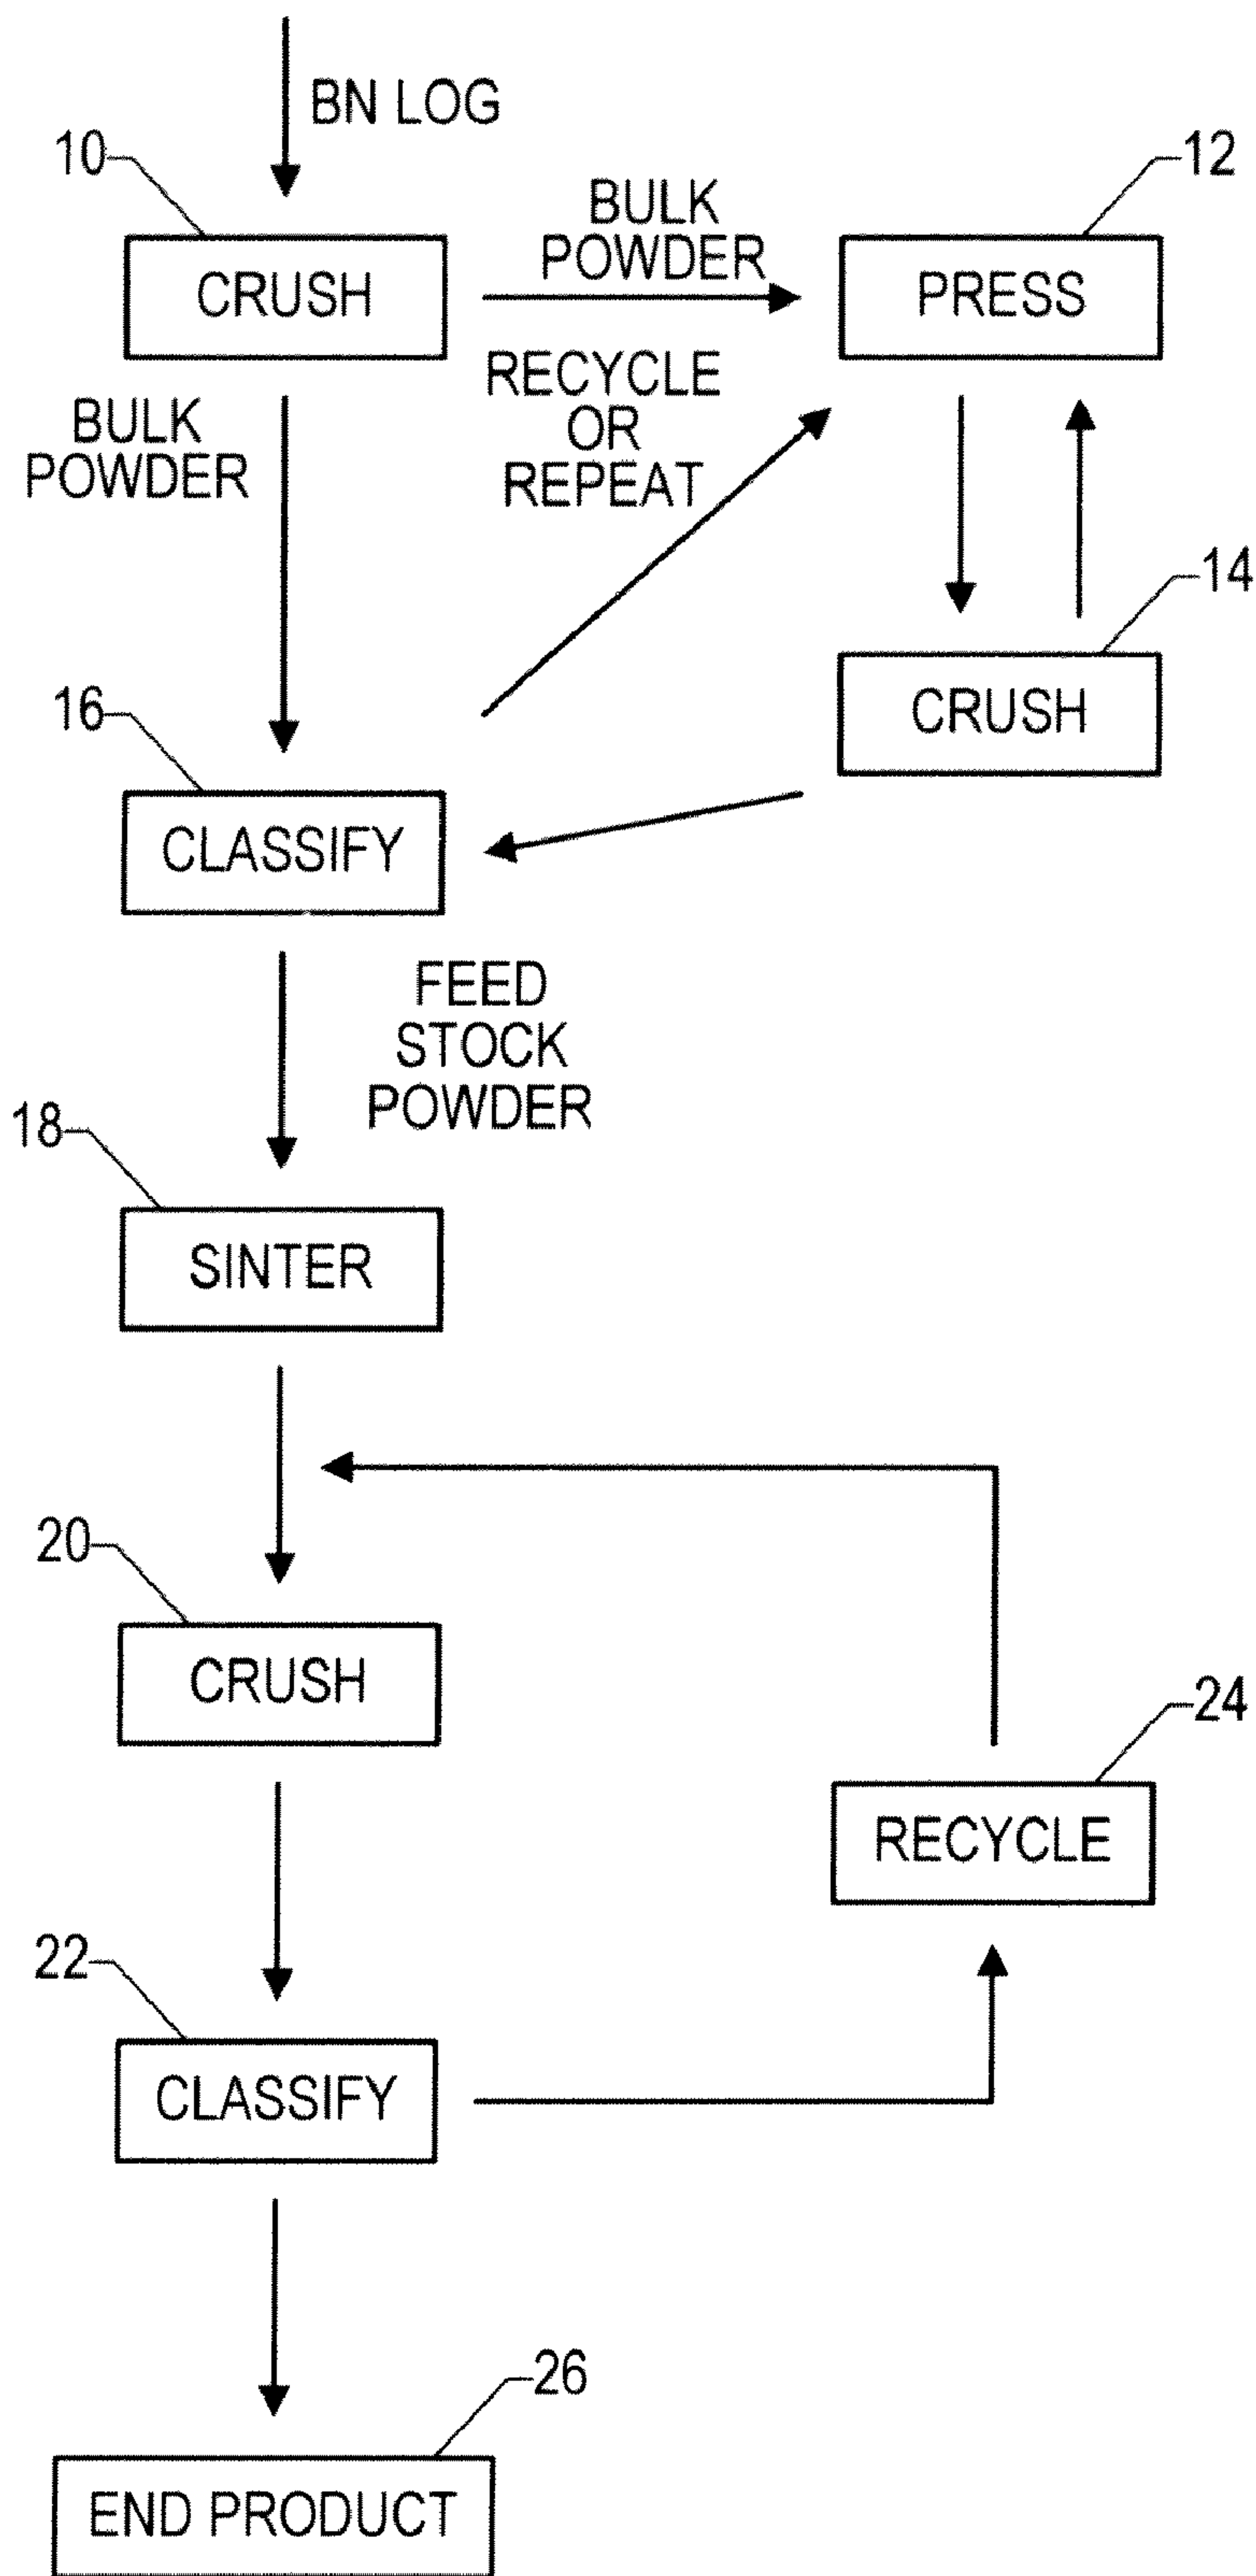 BN LOG
10
12
CRUSH
BULK
POWDER
PRESS
BULK
POWDER
RECYCLE
OR
REPEAT
14
CRUSH
16
CLASSIFY
FEED
STOCK
POWDER
18
SINTER
20
CRUSH
24
RECYCLE
22
CLASSIFY
26
END PRODUCT